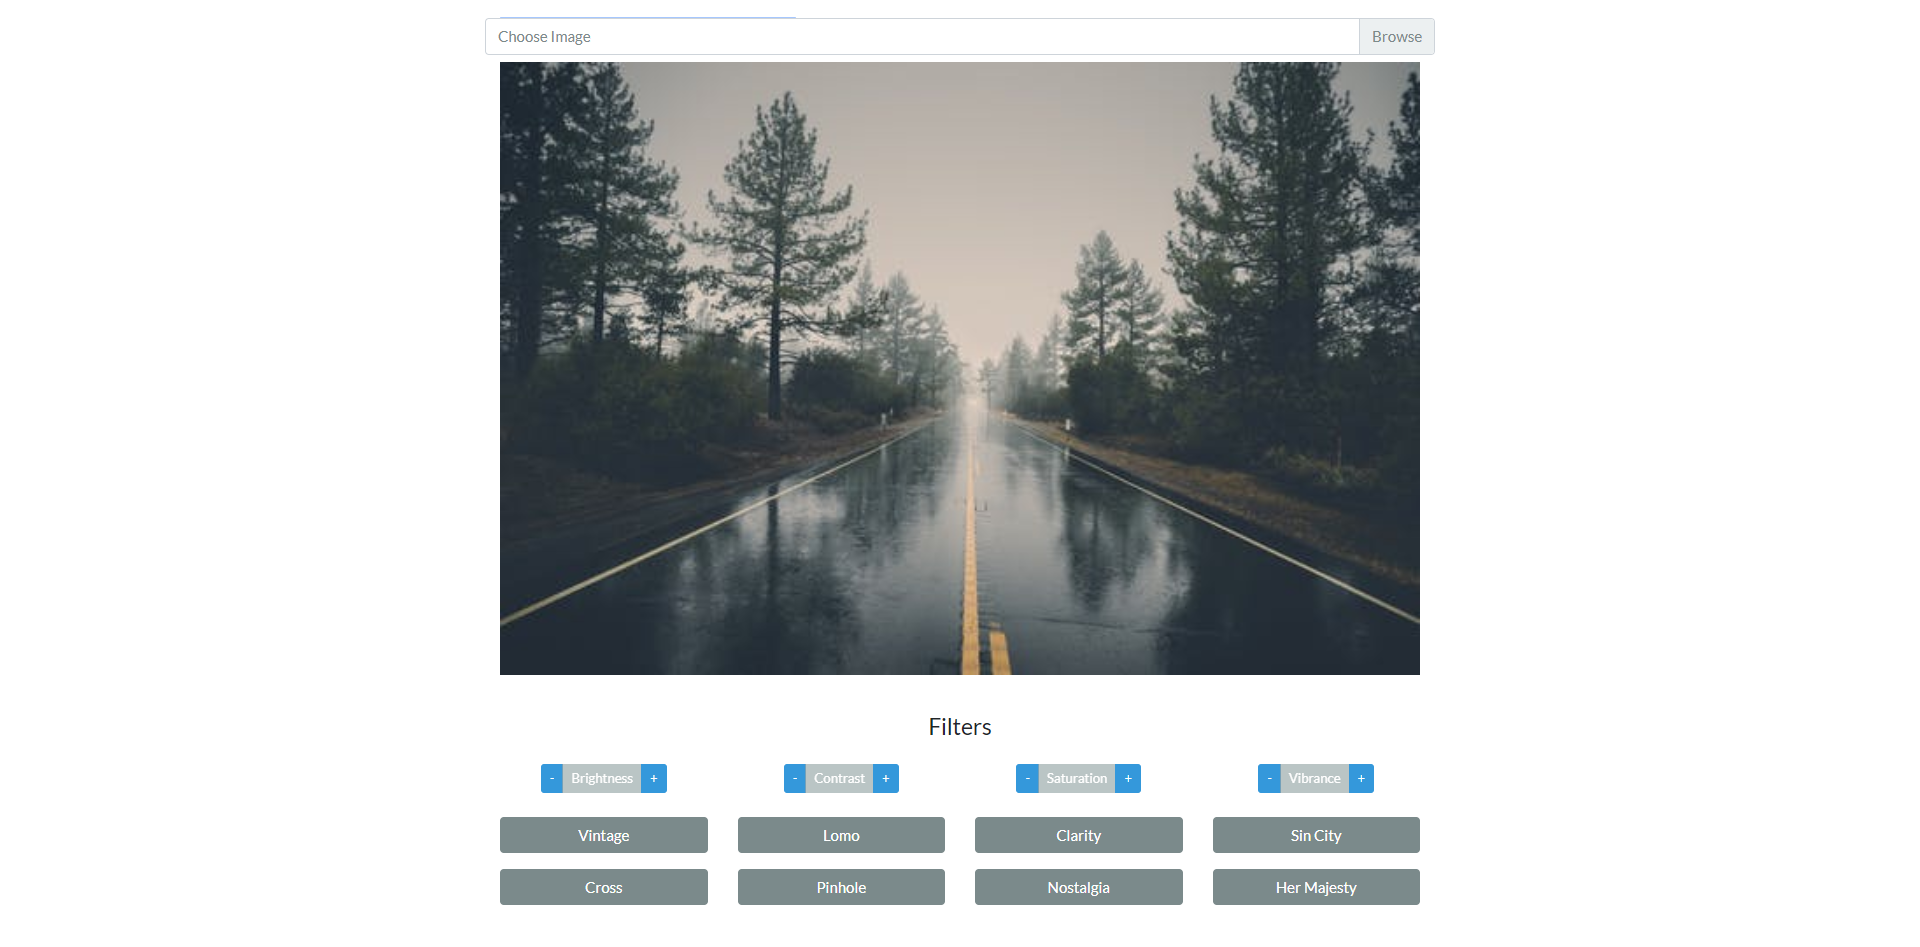 Choose Image Browse
Filters
- Brightness + - Contrast + - Saturation + - Vibrance +
Vintage Lomo Clarity Sin City
Cross Pinhole Nostalgia Her Majesty